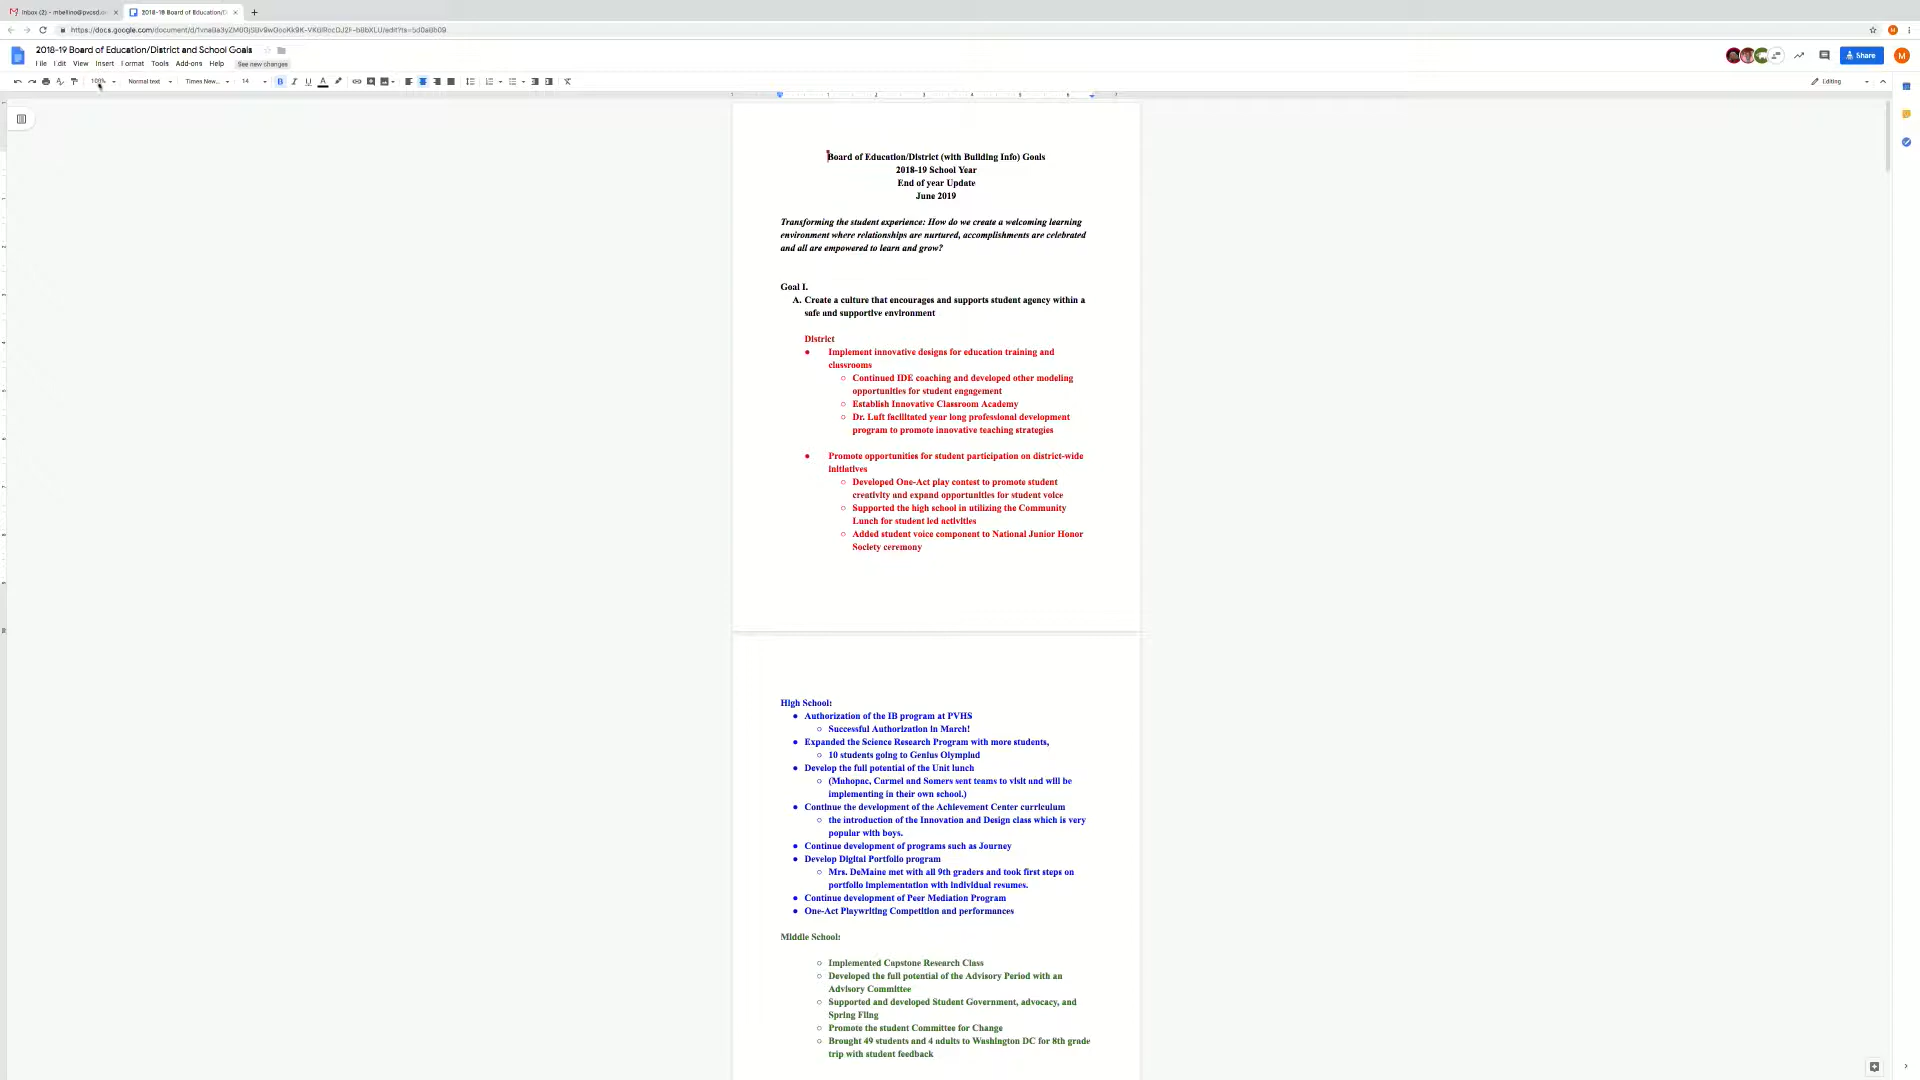 Inbox (2) - mbellino@pvcsd.o
2018-19 Board of Education/D
2018-19 Board of Education/District and School Goals
File Edit View Insert Format Tools Add-ons Help See new changes
Share
M
100% Normal text Times New... 14
Editing
Board of Education/District (with Building Info) Goals
2018-19 School Year
End of year Update
June 2019
Transforming the student experience: How do we create a welcoming learning
environment where relationships are nurtured, accomplishments are celebrated
and all are empowered to learn and grow?
Goal I.
A. Create a culture that encourages and supports student agency within a
safe and supportive environment
District
● Implement innovative designs for education training and
classrooms
○ Continued IDE coaching and developed other modeling
opportunities for student engagement
○ Establish Innovative Classroom Academy
○ Dr. Luft facilitated year long professional development
program to promote innovative teaching strategies
● Promote opportunities for student participation on district-wide
initiatives
○ Developed One-Act play contest to promote student
creativity and expand opportunities for student voice
○ Supported the high school in utilizing the Community
Lunch for student led activities
○ Added student voice component to National Junior Honor
Society ceremony
High School:
● Authorization of the IB program at PVHS
○ Successful Authorization in March!
● Expanded the Science Research Program with more students,
○ 10 students going to Genius Olympiad
● Develop the full potential of the Unit lunch
○ (Mahopac, Carmel and Somers sent teams to visit and will be
implementing in their own school.)
● Continue the development of the Achievement Center curriculum
○ the introduction of the Innovation and Design class which is very
popular with boys.
● Continue development of programs such as Journey
● Develop Digital Portfolio program
○ Mrs. DeMaine met with all 9th graders and took first steps on
portfolio implementation with individual resumes.
● Continue development of Peer Mediation Program
● One-Act Playwriting Competition and performances
Middle School:
○ Implemented Capstone Research Class
○ Developed the full potential of the Advisory Period with an
Advisory Committee
○ Supported and developed Student Government, advocacy, and
Spring Fling
○ Promote the student Committee for Change
○ Brought 49 students and 4 adults to Washington DC for 8th grade
trip with student feedback